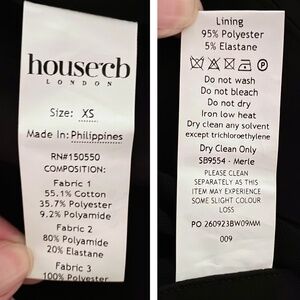 house cb
LONDON
Size: XS
Made In: Philippines
RN#150550
COMPOSITION:
Fabric 1
55.1% Cotton
35.7% Polyester
9.2% Polyamide
Fabric 2
80% Polyamide
20% Elastane
Fabric 3
100% Polyester
Lining
95% Polyester
5% Elastane
Do not wash
Do not bleach
Do not dry
Iron low heat
Dry clean any solvent
except trichloroethylene
Dry Clean Only
SB9554 - Merle
PLEASE CLEAN
SEPARATELY AS THIS
ITEM MAY EXPERIENCE
SOME SLIGHT COLOUR
LOSS
PO 260923BW09MM
009